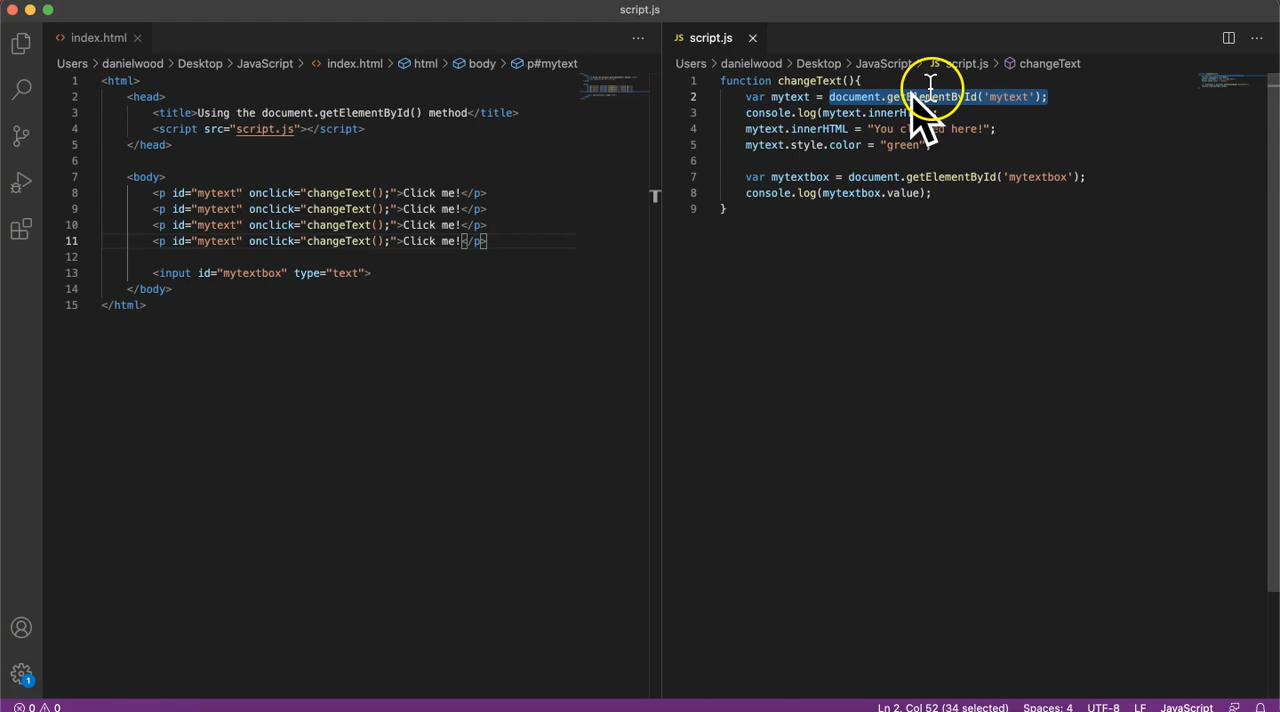 script.js
index.html
Users > danielwood > Desktop > JavaScript > index.html > html > body > p#mytext
1 <html>
2 <head>
3 <title>Using the document.getElementById() method</title>
4 <script src="script.js"></script>
5 </head>
6
7 <body>
8 <p id="mytext" onclick="changeText();">Click me!</p>
9 <p id="mytext" onclick="changeText();">Click me!</p>
10 <p id="mytext" onclick="changeText();">Click me!</p>
11 <p id="mytext" onclick="changeText();">Click me!</p>
12
13 <input id="mytextbox" type="text">
14 </body>
15 </html>
JS script.js
Users > danielwood > Desktop > JavaScript > JS script.js > changeText
1 function changeText(){
2 var mytext = document.getElementById('mytext');
3 console.log(mytext.innerH
4 mytext.innerHTML = "You here!";
5 mytext.style.color = "green";
6
7 var mytextbox = document.getElementById('mytextbox');
8 console.log(mytextbox.value);
9 }
1
0 0
Ln 2, Col 52 (34 selected) Spaces: 4 UTF-8 LF JavaScript